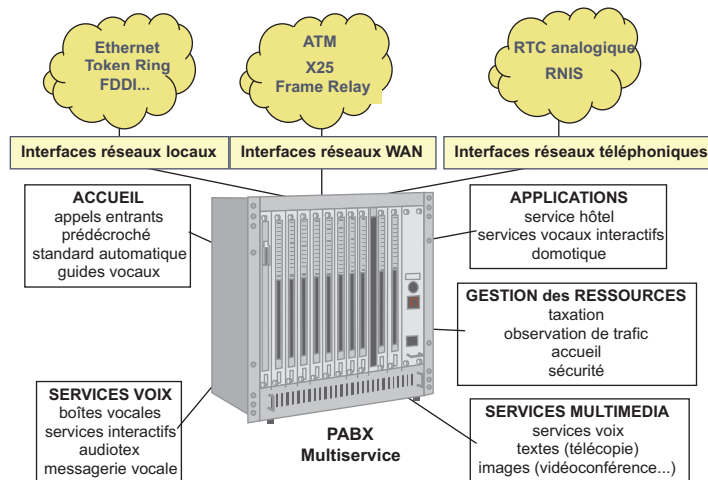 Ethernet
Token Ring
FDDI...
ATM
X25
Frame Relay
RTC analogique
RNIS
Interfaces réseaux locaux
Interfaces réseaux WAN
Interfaces réseaux téléphoniques
ACCUEIL
appels entrants
prédécroché
standard automatique
guides vocaux
APPLICATIONS
service hôtel
services vocaux interactifs
domotique
GESTION des RESSOURCES
taxation
observation de trafic
accueil
sécurité
SERVICES VOIX
boîtes vocales
services interactifs
audiotex
messagerie vocale
PABX
Multiservice
SERVICES MULTIMEDIA
services voix
textes (télécopie)
images (vidéoconférence...)